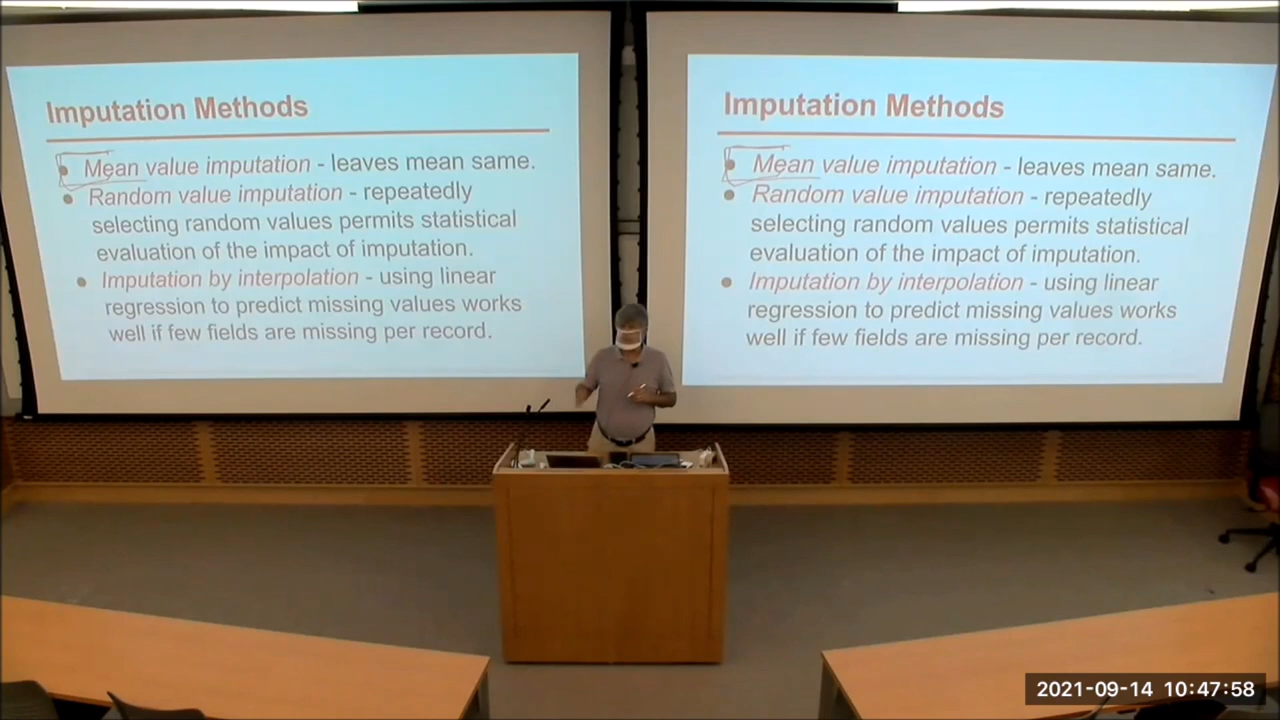 Imputation Methods
• Mean value imputation - leaves mean same.
• Random value imputation - repeatedly
selecting random values permits statistical
evaluation of the impact of imputation.
• Imputation by interpolation - using linear
regression to predict missing values works
well if few fields are missing per record.
Imputation Methods
• Mean value imputation - leaves mean same.
• Random value imputation - repeatedly
selecting random values permits statistical
evaluation of the impact of imputation.
• Imputation by interpolation - using linear
regression to predict missing values works
well if few fields are missing per record.
2021-09-14 10:47:58